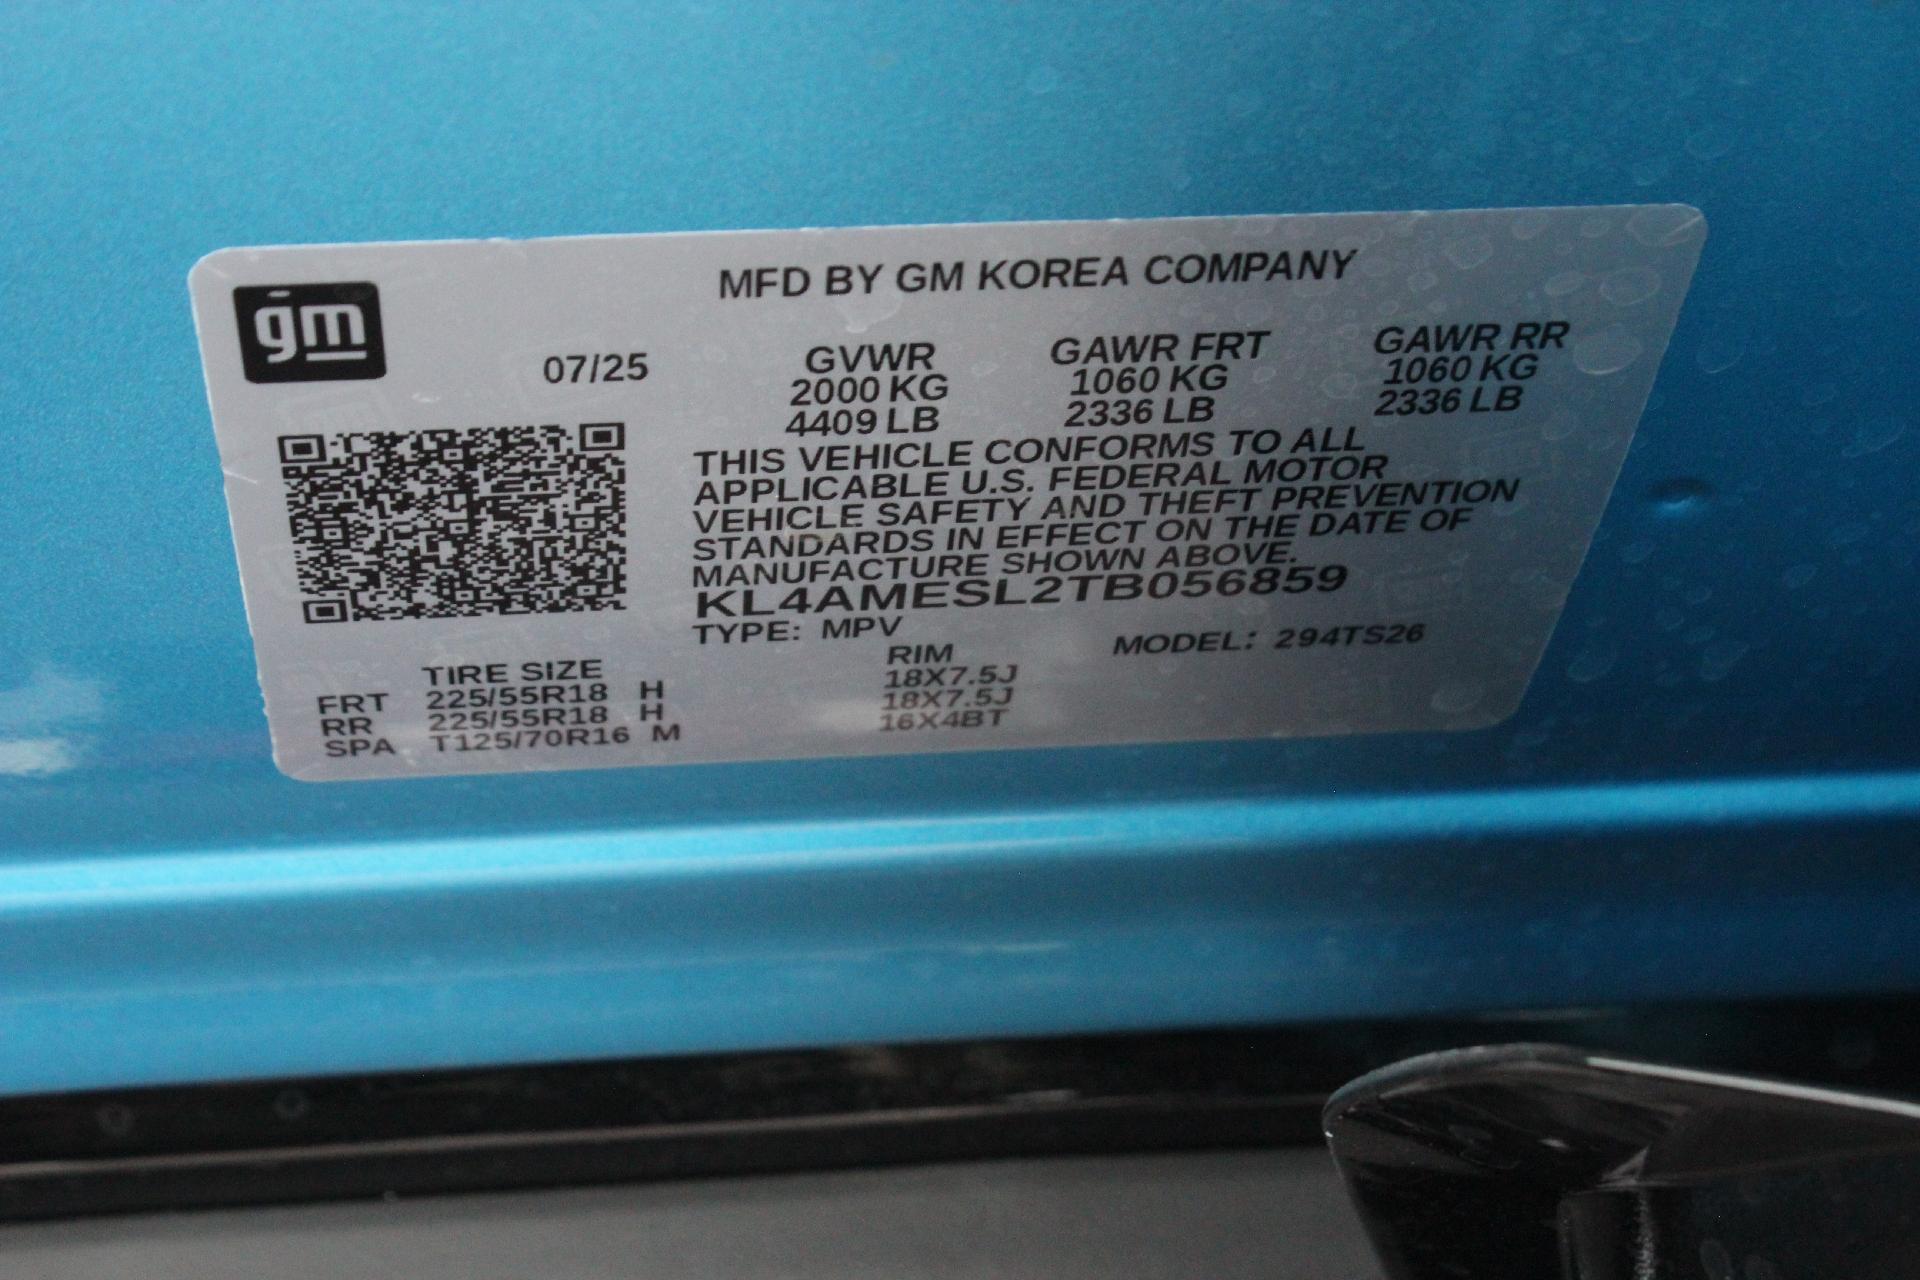 gm
MFD BY GM KOREA COMPANY
07/25
GVWR GAWR FRT GAWR RR
2000 KG 1060 KG 1060 KG
4409 LB 2336 LB 2336 LB
THIS VEHICLE CONFORMS TO ALL
APPLICABLE U.S. FEDERAL MOTOR
VEHICLE SAFETY AND THEFT PREVENTION
STANDARDS IN EFFECT ON THE DATE OF
MANUFACTURE SHOWN ABOVE.
KL4AMESL2TB056859
TYPE: MPV MODEL: 294TS26
TIRE SIZE RIM
FRT 225/55R18 H 18X7.5J
RR 225/55R18 H 18X7.5J
SPA T125/70R16 M 16X4BT